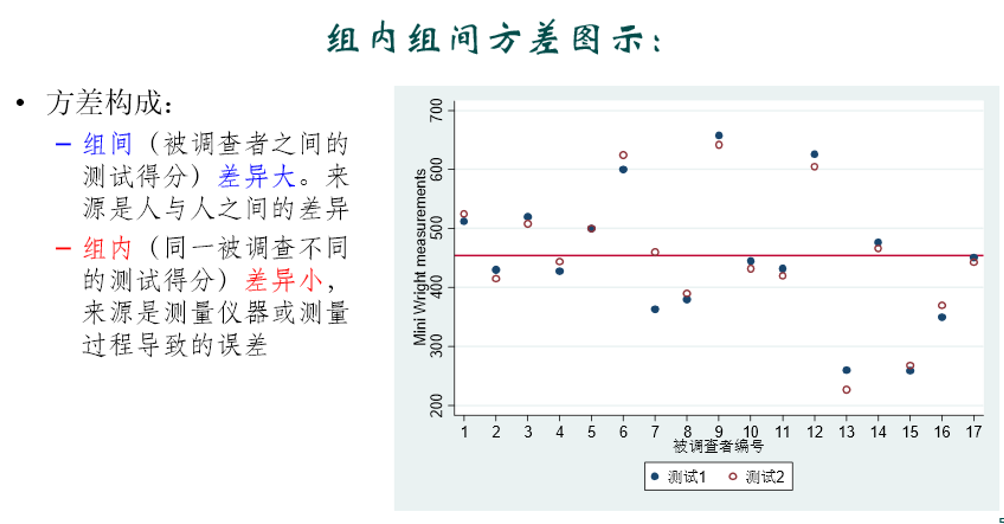 组内组间方差图示：
• 方差构成：
– 组间（被调查者之间的
测试得分）差异大。来
源是人与人之间的差异
– 组内（同一被调查不同
的测试得分）差异小，
来源是测量仪器或测量
过程导致的误差
Mini Wright measurements
700
600
500
400
300
200
1 2 3 4 5 6 7 8 9 10 11 12 13 14 15 16 17
被调查者编号
测试1 测试2